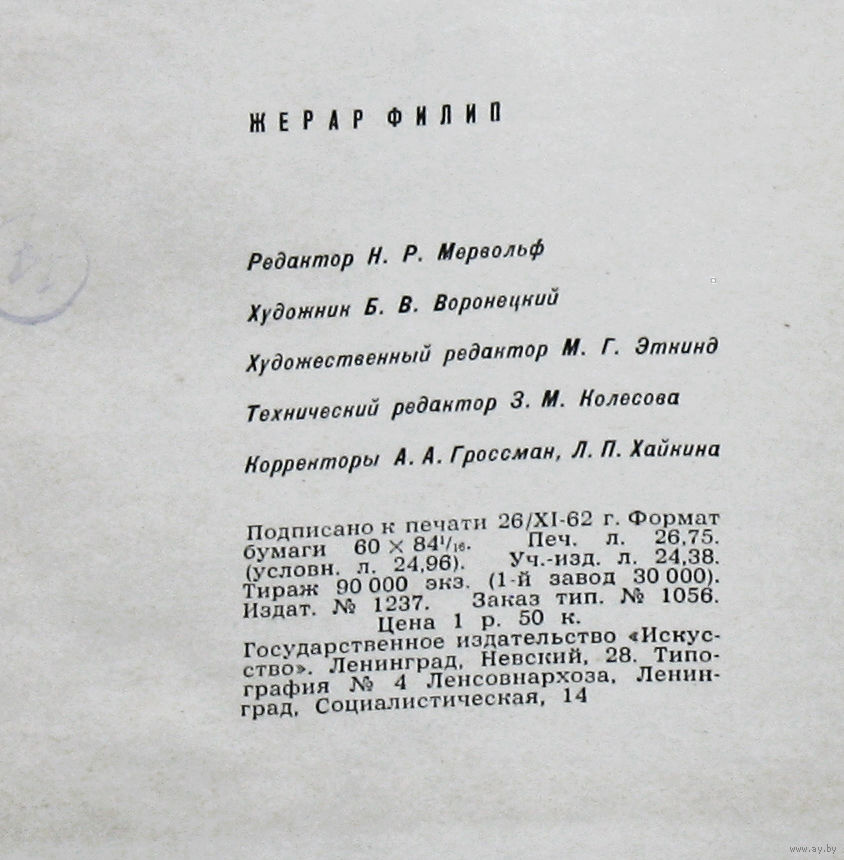 ЖЕРАР ФИЛИП
Редактор Н. Р. Мервольф
Художник Б. В. Воронецкий
Художественный редактор М. Г. Эткинд
Технический редактор З. М. Колесова
Корректоры А. А. Гроссман, Л. П. Хайкина
Подписано к печати 26/XI-62 г. Формат
бумаги 60 × 84¹/₁₆. Печ. л. 26,75.
(условн. л. 24,96). Уч.-изд. л. 24,38.
Тираж 90 000 экз. (1-й завод 30 000).
Издат. № 1237. Заказ тип. № 1056.
Цена 1 р. 50 к.
Государственное издательство «Искус-
ство». Ленинград, Невский, 28. Типо-
графия № 4 Ленсовнархоза, Ленин-
град, Социалистическая, 14
www.ay.by